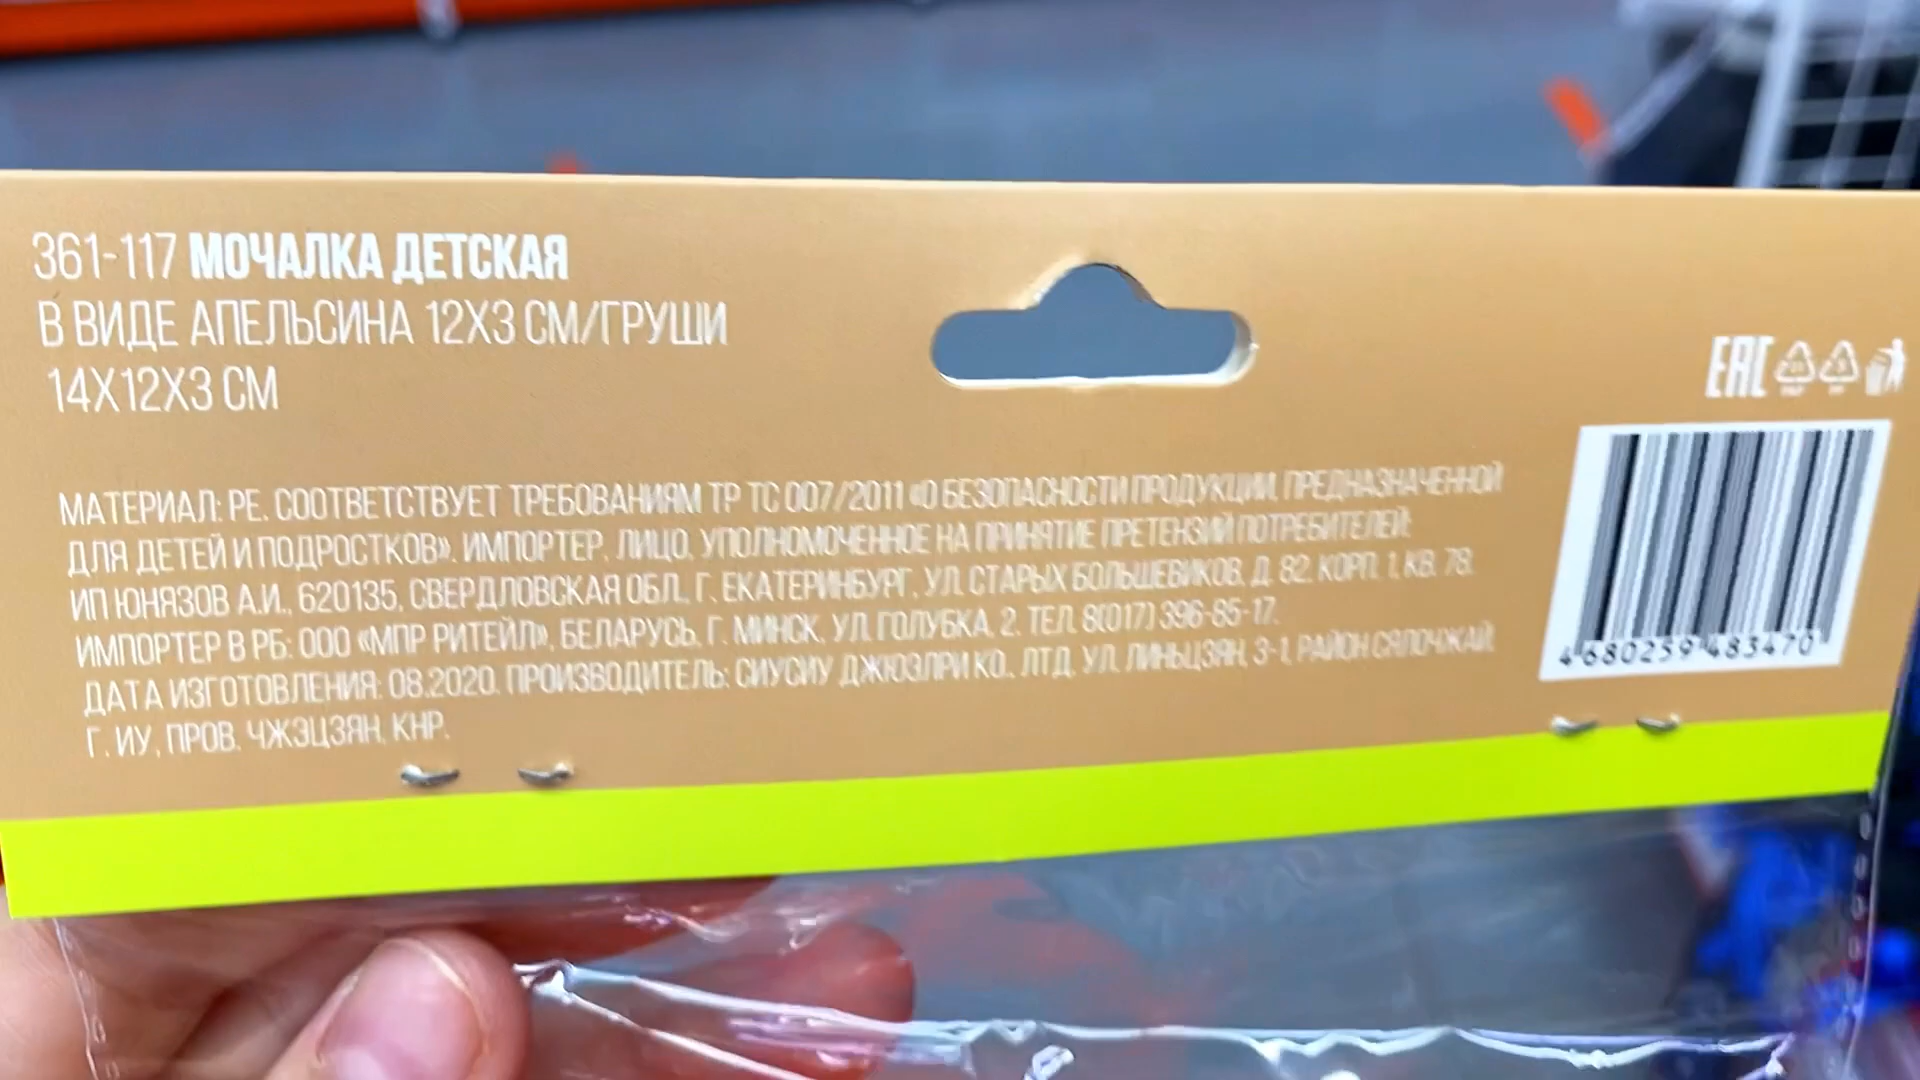 361-117 МОЧАЛКА ДЕТСКАЯ
В ВИДЕ АПЕЛЬСИНА 12X3 СМ/ГРУШИ
14X12X3 СМ
EAC
МАТЕРИАЛ: PE. СООТВЕТСТВУЕТ ТРЕБОВАНИЯМ ТР ТС 007/2011 «О БЕЗОПАСНОСТИ ПРОДУКЦИИ, ПРЕДНАЗНАЧЕННОЙ
ДЛЯ ДЕТЕЙ И ПОДРОСТКОВ». ИМПОРТЕР, ЛИЦО, УПОЛНОМОЧЕННОЕ НА ПРИНЯТИЕ ПРЕТЕНЗИЙ ПОТРЕБИТЕЛЕЙ:
ИП ЮНЯЗОВ А.И., 620135, СВЕРДЛОВСКАЯ ОБЛ., Г. ЕКАТЕРИНБУРГ, УЛ. СТАРЫХ БОЛЬШЕВИКОВ, Д. 82, КОРП. 1, КВ. 78.
ИМПОРТЕР В РБ: ООО «МПР РИТЕЙЛ», БЕЛАРУСЬ, Г. МИНСК, УЛ. ГОЛУБКА, 2. ТЕЛ. 8(017) 396-85-17.
ДАТА ИЗГОТОВЛЕНИЯ: 08.2020. ПРОИЗВОДИТЕЛЬ: СИУСИУ ДЖЮЭЛРИ КО., ЛТД. УЛ. ЛИНЬЦЗЯН, 3-1, РАЙОН СЯПОЧЖАЙ,
Г. ИУ, ПРОВ. ЧЖЭЦЗЯН, КНР.
4 680259 483470